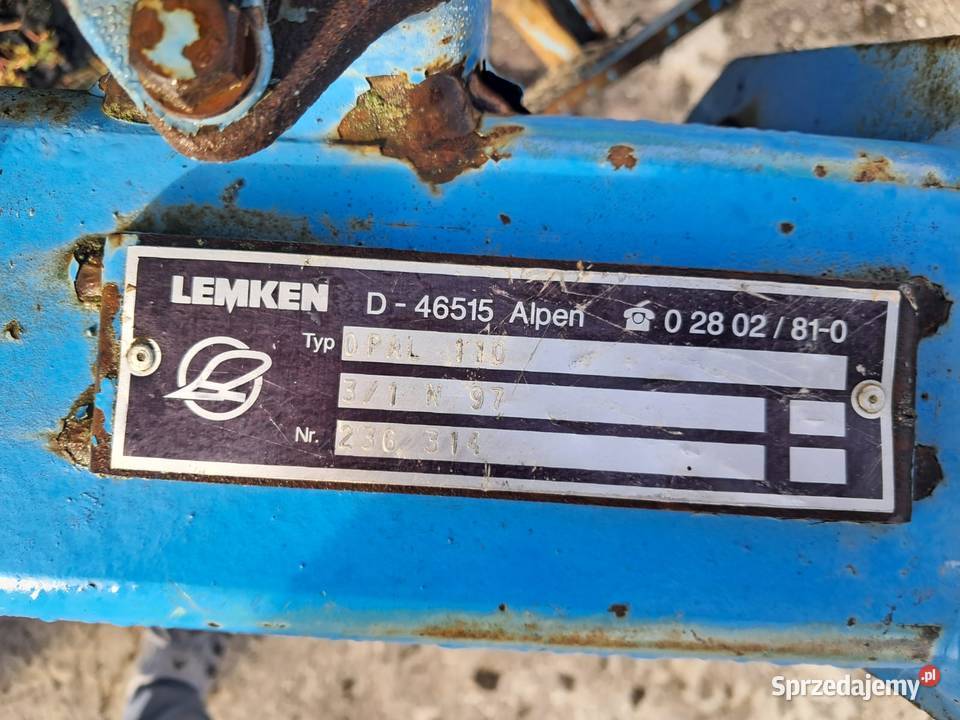 LEMKEN
D - 46515 Alpen ☎ 0 28 02 / 81-0
Typ OPAL 110
3/1 N 97
Nr. 236 314
Sprzedajemy.pl